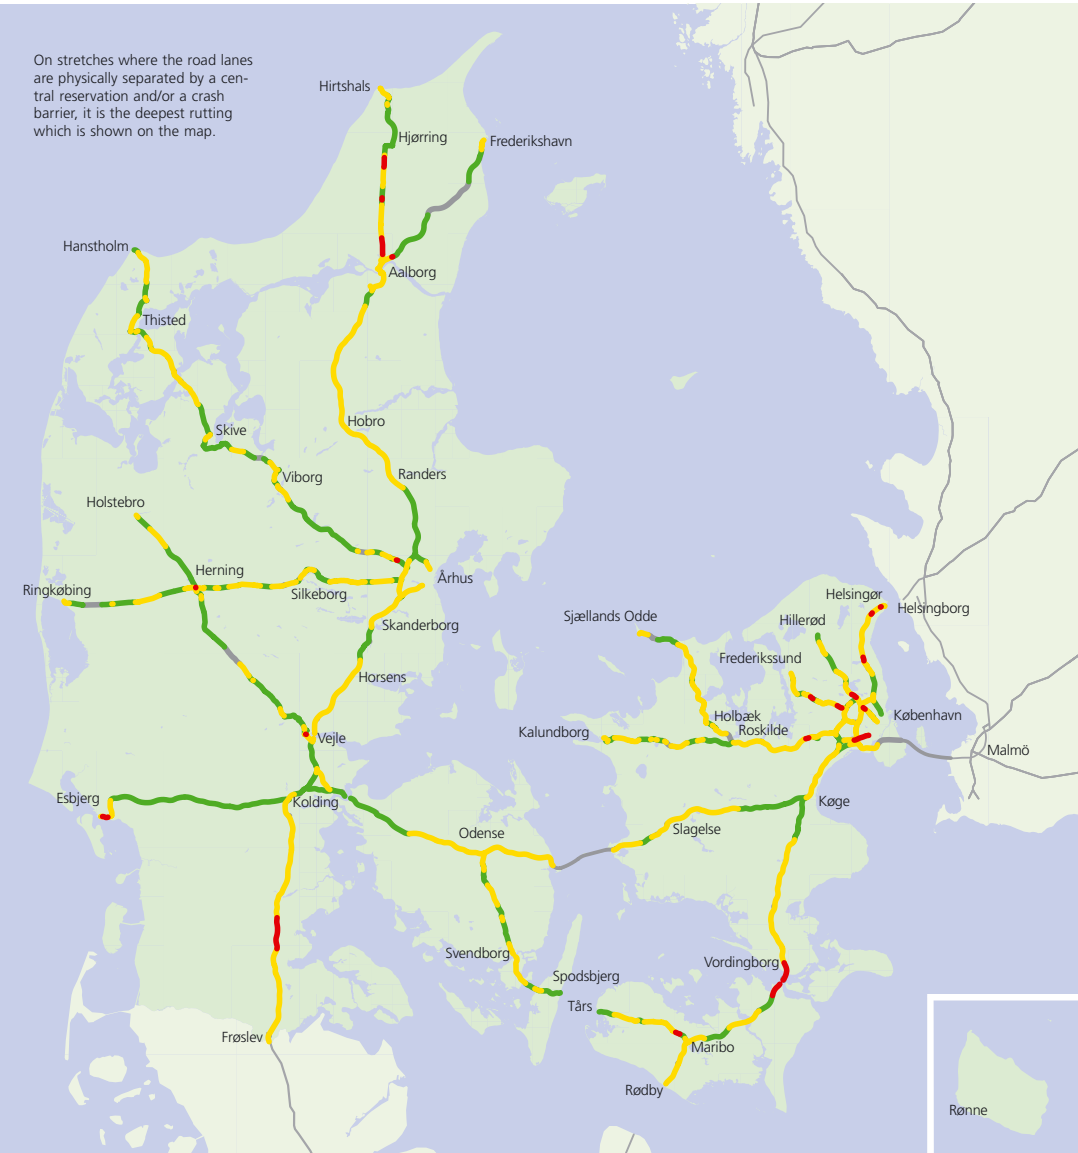 On stretches where the road lanes
are physically separated by a cen-
tral reservation and/or a crash
barrier, it is the deepest rutting
which is shown on the map.
Hirtshals
Hjørring
Frederikshavn
Hanstholm
Aalborg
Thisted
Hobro
Skive
Randers
Viborg
Holstebro
Herning
Århus
Ringkøbing
Silkeborg
Skanderborg
Sjællands Odde
Helsingør
Helsingborg
Hillerød
Frederikssund
Horsens
Holbæk
København
Roskilde
Kalundborg
Vejle
Malmö
Esbjerg
Kolding
Køge
Odense
Slagelse
Svendborg
Vordingborg
Spodsbjerg
Tårs
Frøslev
Maribo
Rødby
Rønne